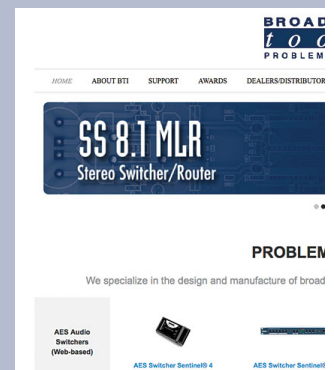 BROAD
too
PROBLEM
HOME ABOUT BTI SUPPORT AWARDS DEALERS/DISTRIBUTOR
SS 8.1 MLR
Stereo Switcher/Router
PROBLEM
We specialize in the design and manufacture of broad
AES Audio
Switchers
(Web-based)
AES Switcher Sentinel® 4 AES Switcher Sentinel®